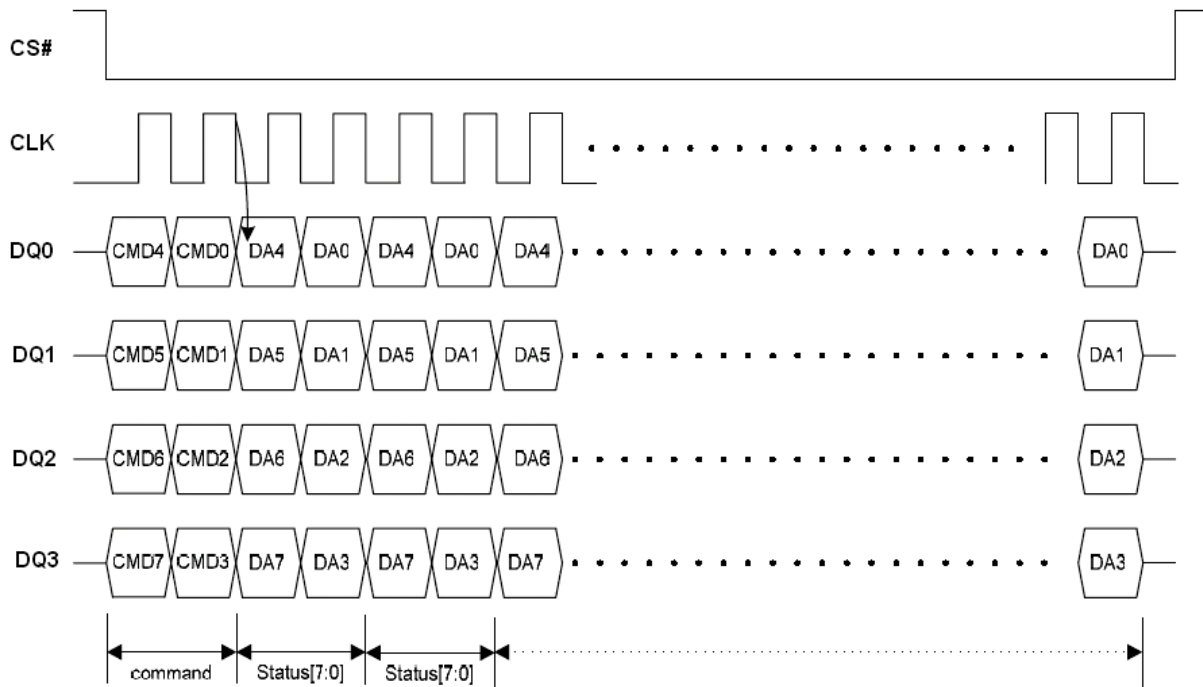 CS#
CLK
DQ0 CMD4 CMD0 DA4 DA0 DA4 DA0 DA4 DA0
DQ1 CMD5 CMD1 DA5 DA1 DA5 DA1 DA5 DA1
DQ2 CMD6 CMD2 DA6 DA2 DA6 DA2 DA6 DA2
DQ3 CMD7 CMD3 DA7 DA3 DA7 DA3 DA7 DA3
command Status[7:0] Status[7:0]